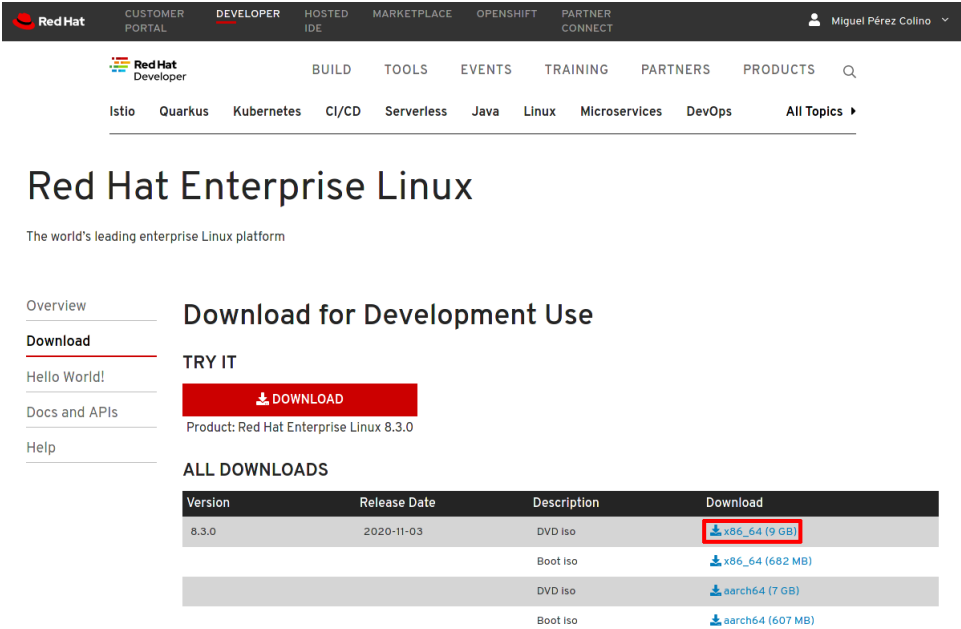 Red Hat
CUSTOMER PORTAL
DEVELOPER
HOSTED IDE
MARKETPLACE
OPENSHIFT
PARTNER CONNECT
Miguel Pérez Colino
Red Hat
Developer
BUILD TOOLS EVENTS TRAINING PARTNERS PRODUCTS
Istio Quarkus Kubernetes CI/CD Serverless Java Linux Microservices DevOps All Topics
Red Hat Enterprise Linux
The world's leading enterprise Linux platform
Overview
Download
Hello World!
Docs and APIs
Help
Download for Development Use
TRY IT
DOWNLOAD
Product: Red Hat Enterprise Linux 8.3.0
ALL DOWNLOADS
Version Release Date Description Download
8.3.0 2020-11-03 DVD iso x86_64 (9 GB)
Boot iso x86_64 (682 MB)
DVD iso aarch64 (7 GB)
Boot iso aarch64 (607 MB)